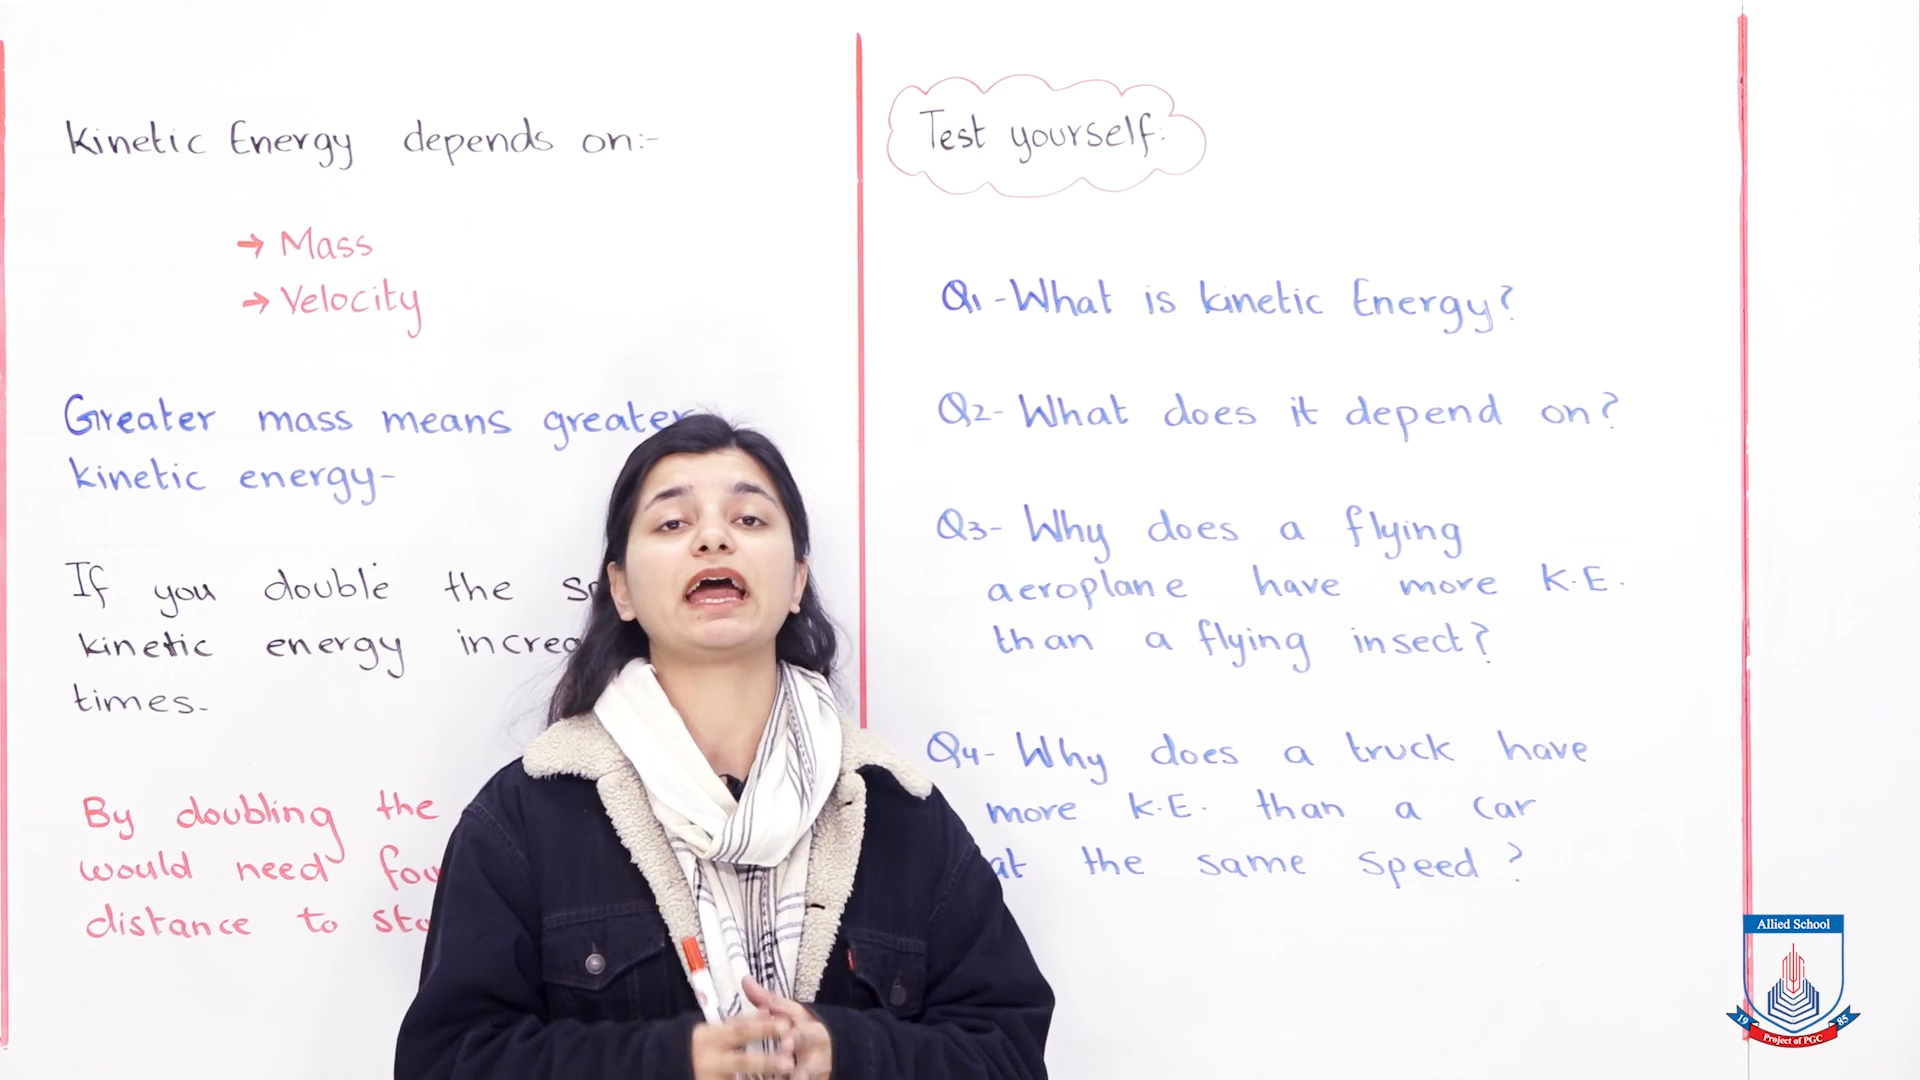 Kinetic Energy depends on:-
→ Mass
→ Velocity
Greater mass means greater
kinetic energy-
If you double the
kinetic energy
times-
By doubling the
would need
distance to
Test yourself:
Q1-What is kinetic Energy?
Q2- What does it depend on?
Q3- Why does a flying
aeroplane have more K.E.
than a flying insect?
Q4- Why does a truck have
more K.E. than a car
at the same speed?
Allied School
19 85
Project of PGC